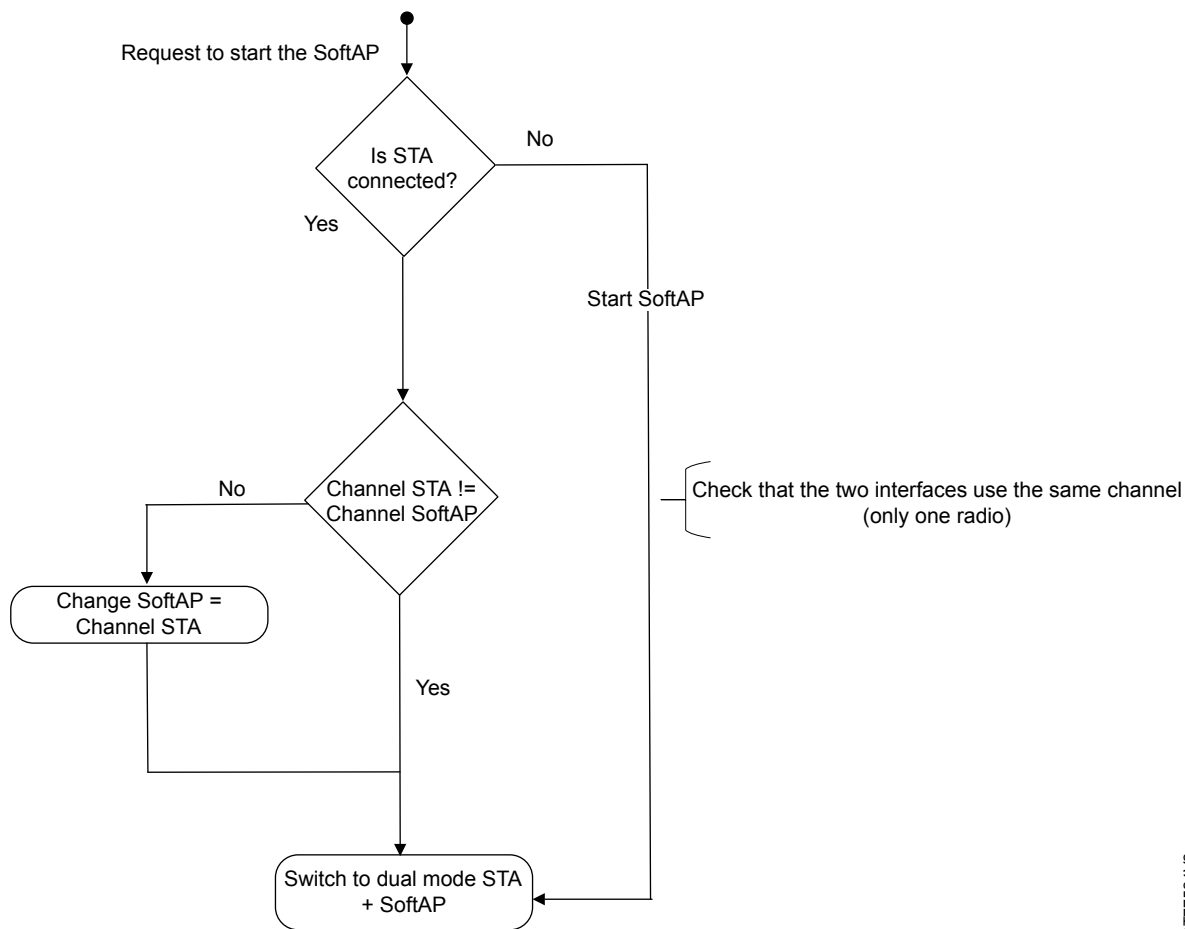 Request to start the SoftAP
No
Is STA
connected?
Yes
Start SoftAP
No
Channel STA !=
Channel SoftAP
Check that the two interfaces use the same channel
(only one radio)
Change SoftAP =
Channel STA
Yes
Switch to dual mode STA
+ SoftAP